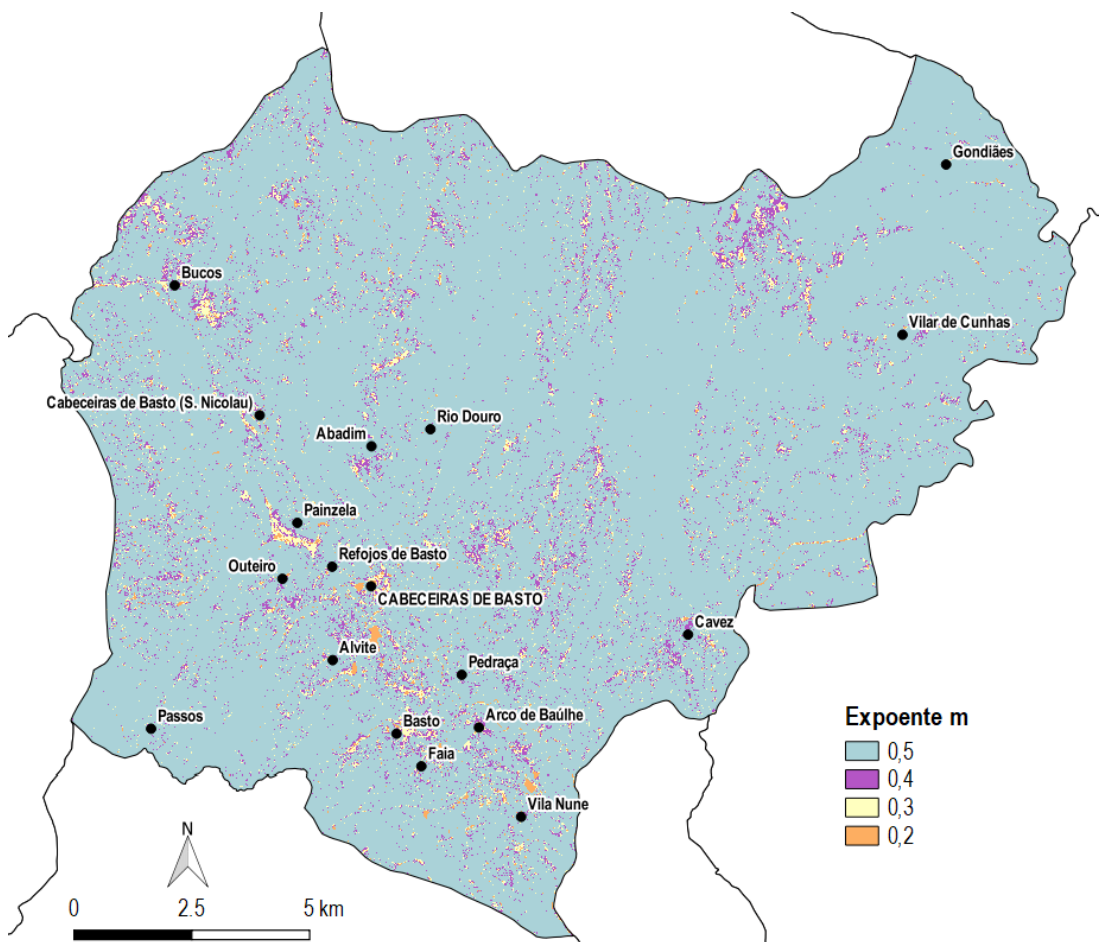 Gondiães
Bucos
Vilar de Cunhas
Cabeceiras de Basto (S. Nicolau)
Rio Douro
Abadim
Painzela
Refojos de Basto
Outeiro
CABECEIRAS DE BASTO
Cavez
Alvite
Pedraça
Passos
Basto
Arco de Baúlhe
Faia
Vila Nune
Expoente m
0,5
0,4
0,3
0,2
N
0 2.5 5 km